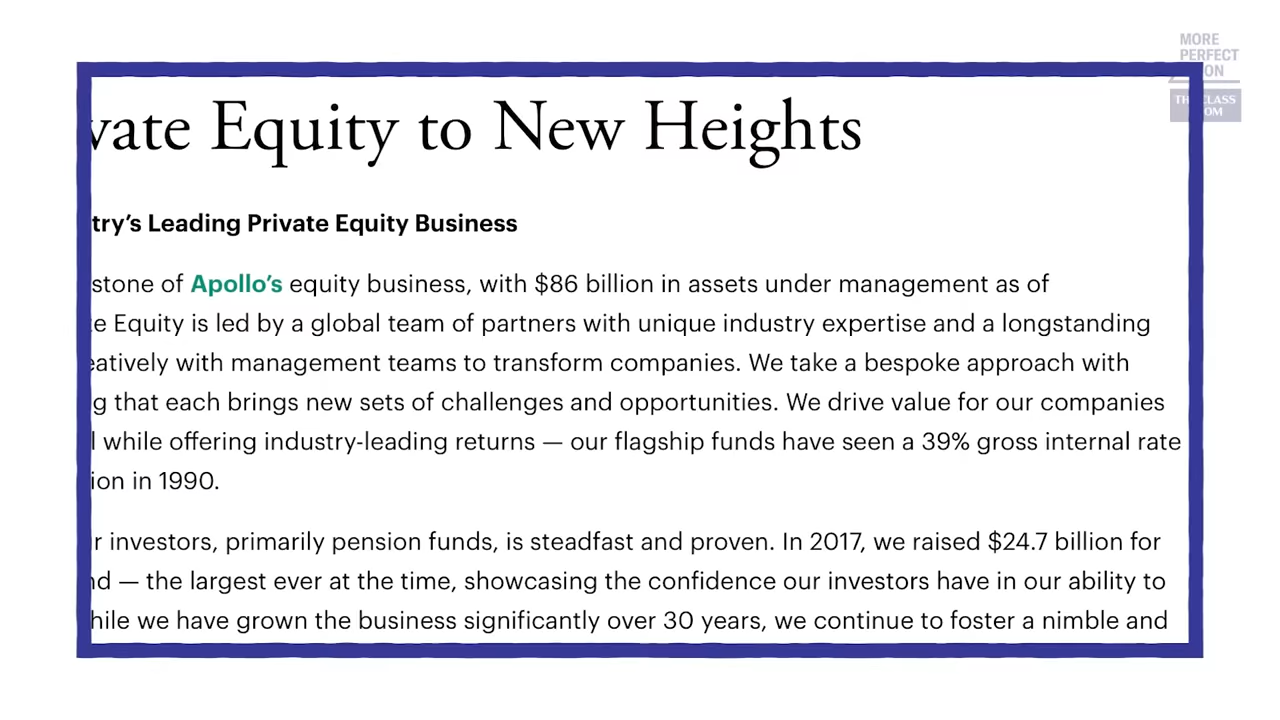 MORE
PERFECT
ON
THE CLASS
OM
vate Equity to New Heights
try's Leading Private Equity Business
stone of Apollo's equity business, with $86 billion in assets under management as of
e Equity is led by a global team of partners with unique industry expertise and a longstanding
eatively with management teams to transform companies. We take a bespoke approach with
g that each brings new sets of challenges and opportunities. We drive value for our companies
l while offering industry-leading returns — our flagship funds have seen a 39% gross internal rate
ion in 1990.
r investors, primarily pension funds, is steadfast and proven. In 2017, we raised $24.7 billion for
nd — the largest ever at the time, showcasing the confidence our investors have in our ability to
hile we have grown the business significantly over 30 years, we continue to foster a nimble and